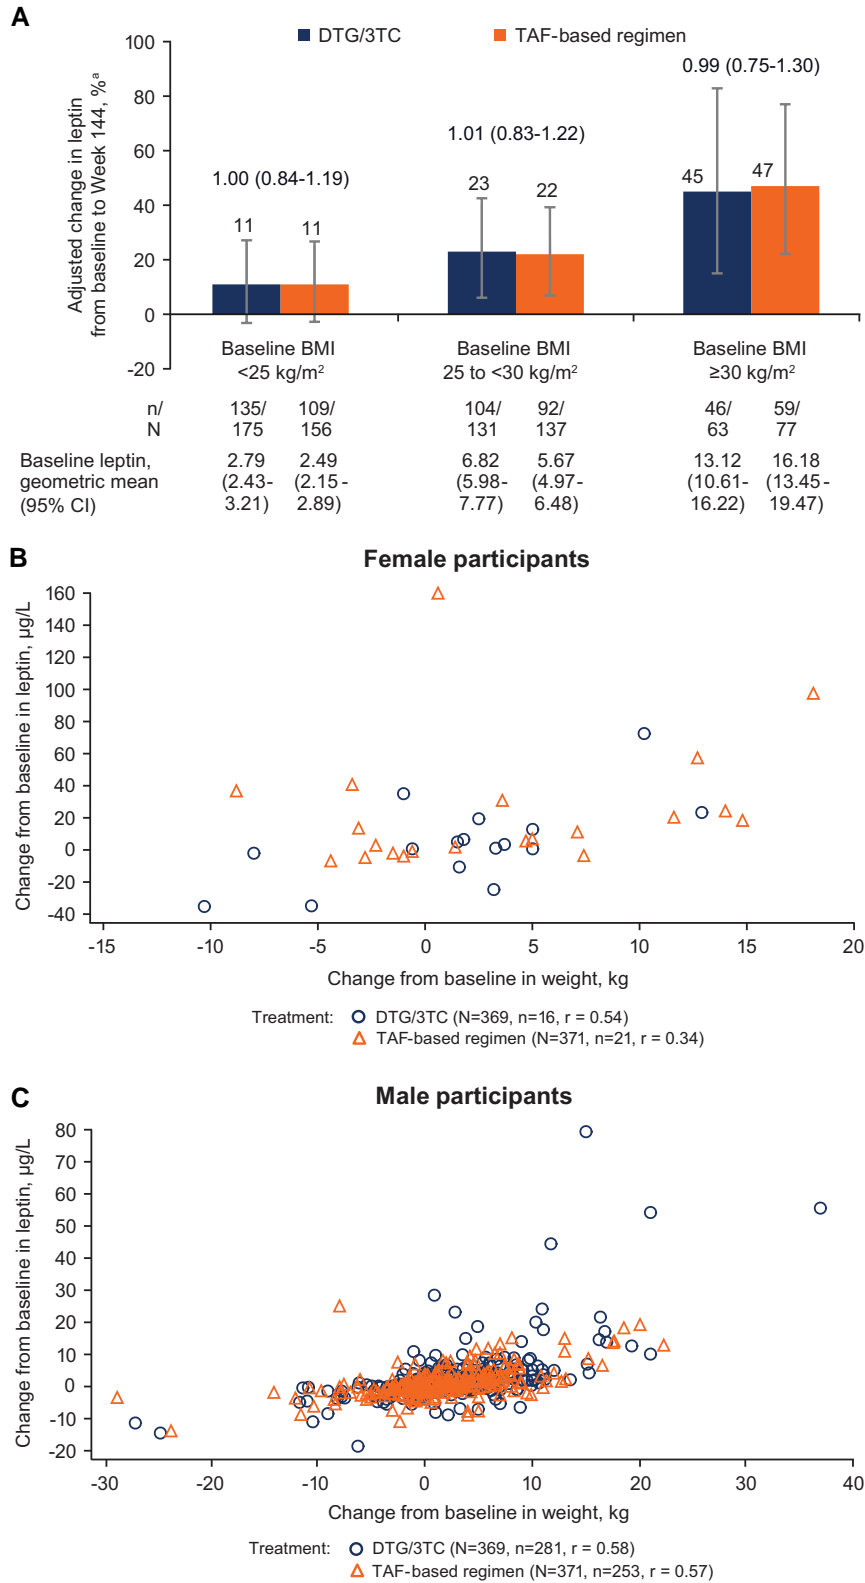 A
DTG/3TC
TAF-based regimen
Adjusted change in leptin
from baseline to Week 144, %ᵃ
100
80
60
40
20
0
-20
1.00 (0.84-1.19)
1.01 (0.83-1.22)
0.99 (0.75-1.30)
11
11
23
22
45
47
Baseline BMI
<25 kg/m²
Baseline BMI
25 to <30 kg/m²
Baseline BMI
≥30 kg/m²
n/ 135/ 109/ 104/ 92/ 46/ 59/
N 175 156 131 137 63 77
Baseline leptin, 2.79 2.49 6.82 5.67 13.12 16.18
geometric mean (2.43- (2.15- (5.98- (4.97- (10.61- (13.45-
(95% CI) 3.21) 2.89) 7.77) 6.48) 16.22) 19.47)
B
Female participants
Change from baseline in leptin, µg/L
160
140
120
100
80
60
40
20
0
-20
-40
-15 -10 -5 0 5 10 15 20
Change from baseline in weight, kg
Treatment: DTG/3TC (N=369, n=16, r = 0.54)
TAF-based regimen (N=371, n=21, r = 0.34)
C
Male participants
Change from baseline in leptin, µg/L
80
70
60
50
40
30
20
10
0
-10
-20
-30 -20 -10 0 10 20 30 40
Change from baseline in weight, kg
Treatment: DTG/3TC (N=369, n=281, r = 0.58)
TAF-based regimen (N=371, n=253, r = 0.57)